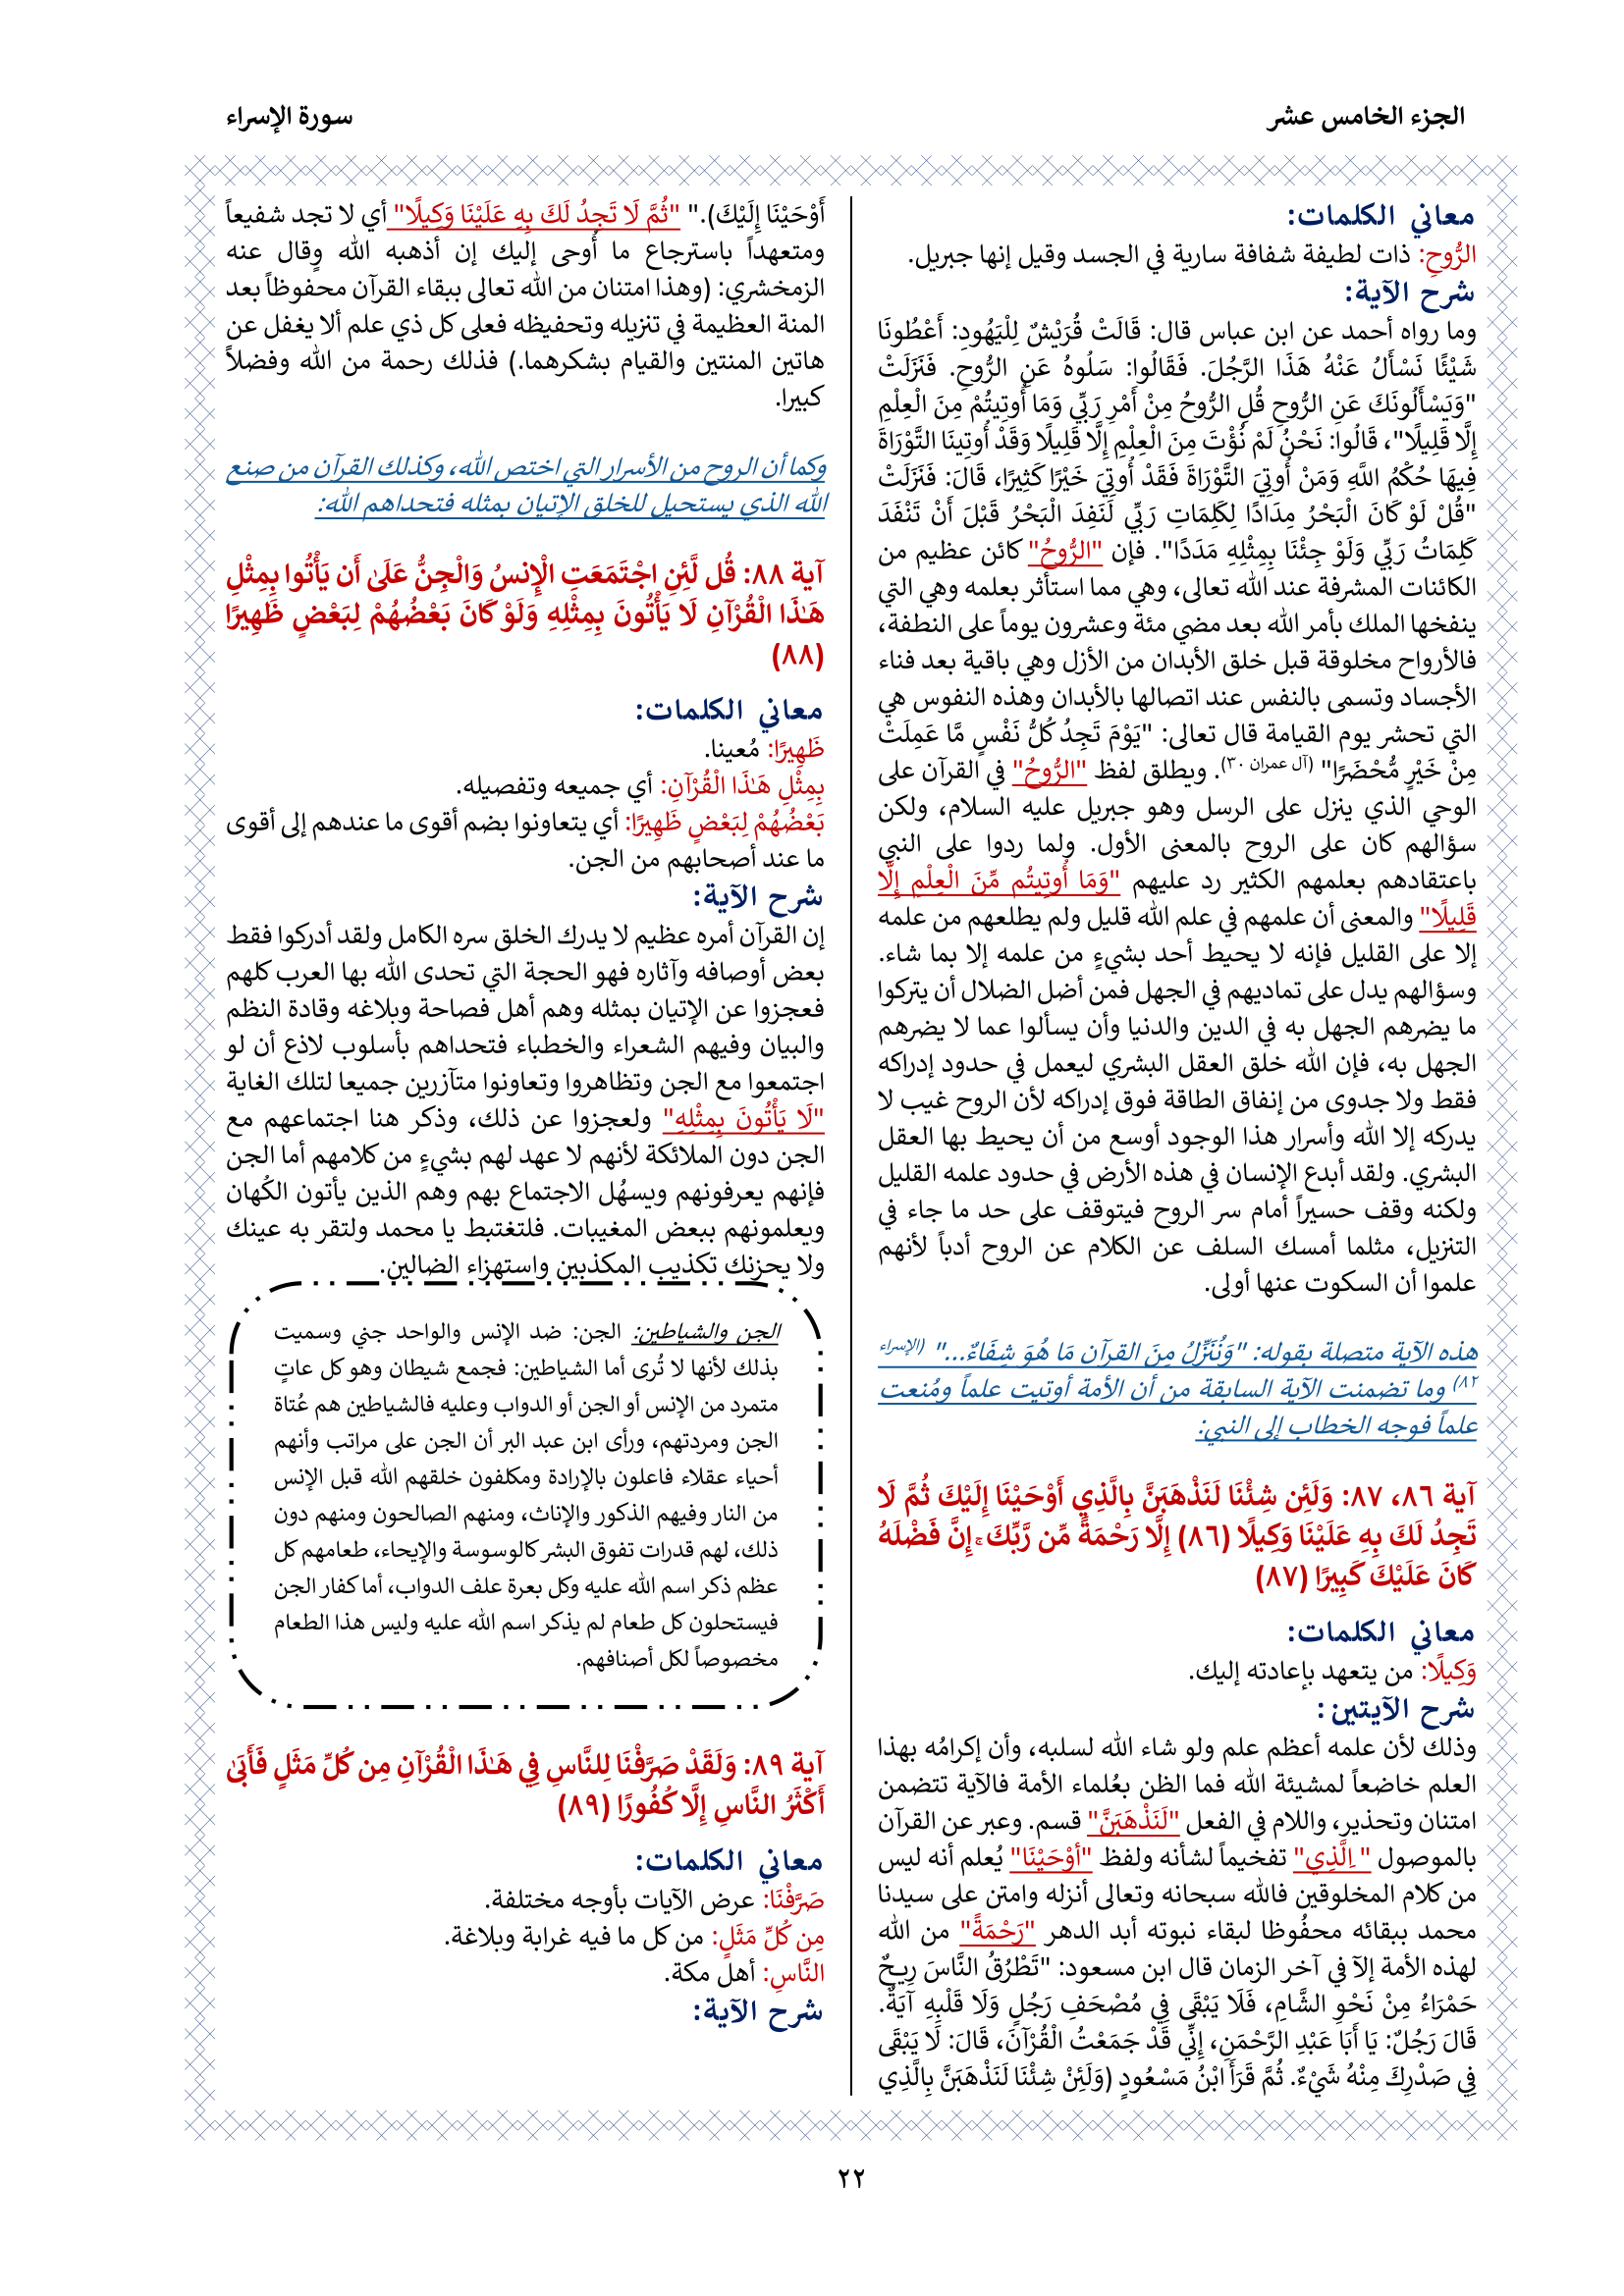 الجزء الخامس عشر
سورة الإسراء
معاني الكلمات:
الرُّوحِ: ذات لطيفة شفافة سارية في الجسد وقيل إنها جبريل.
شرح الآية:
وما رواه أحمد عن ابن عباس قال: قَالَتْ قُرَيْشٌ لِلْيَهُودِ: أَعْطُونَا
شَيْئًا نَسْأَلُ عَنْهُ هَذَا الرَّجُلَ. فَقَالُوا: سَلُوهُ عَنِ الرُّوحِ. فَنَزَلَتْ
"وَيَسْأَلُونَكَ عَنِ الرُّوحِ قُلِ الرُّوحُ مِنْ أَمْرِ رَبِّي وَمَا أُوتِيتُمْ مِنَ الْعِلْمِ
إِلَّا قَلِيلًا"، قَالُوا: نَحْنُ لَمْ نُؤْتَ مِنَ الْعِلْمِ إِلَّا قَلِيلًا وَقَدْ أُوتِينَا التَّوْرَاةَ
فِيهَا حُكْمُ اللَّهِ وَمَنْ أُوتِيَ التَّوْرَاةَ فَقَدْ أُوتِيَ خَيْرًا كَثِيرًا، قَالَ: فَنَزَلَتْ
"قُلْ لَوْ كَانَ الْبَحْرُ مِدَادًا لِكَلِمَاتِ رَبِّي لَنَفِدَ الْبَحْرُ قَبْلَ أَنْ تَنْفَدَ
كَلِمَاتُ رَبِّي وَلَوْ جِئْنَا بِمِثْلِهِ مَدَدًا". فإن "الرُّوحُ" كائن عظيم من
الكائنات المشرفة عند الله تعالى، وهي مما استأثر بعلمه وهي التي
ينفخها الملك بأمر الله بعد مضي مئة وعشرون يوماً على النطفة،
فالأرواح مخلوقة قبل خلق الأبدان من الأزل وهي باقية بعد فناء
الأجساد وتسمى بالنفس عند اتصالها بالأبدان وهذه النفوس هي
التي تحشر يوم القيامة قال تعالى: "يَوْمَ تَجِدُ كُلُّ نَفْسٍ مَّا عَمِلَتْ
مِنْ خَيْرٍ مُّحْضَرًا" (آل عمران ٣٠). ويطلق لفظ "الرُّوحُ" في القرآن على
الوحي الذي ينزل على الرسل وهو جبريل عليه السلام، ولكن
سؤالهم كان على الروح بالمعنى الأول. ولما ردوا على النبي
باعتقادهم بعلمهم الكثير رد عليهم "وَمَا أُوتِيتُم مِّنَ الْعِلْمِ إِلَّا
قَلِيلًا" والمعنى أن علمهم في علم الله قليل ولم يطلعهم من علمه
إلا على القليل فإنه لا يحيط أحد بشيءٍ من علمه إلا بما شاء.
وسؤالهم يدل على تماديهم في الجهل فمن أضل الضلال أن يتركوا
ما يضرهم الجهل به في الدين والدنيا وأن يسألوا عما لا يضرهم
الجهل به، فإن الله خلق العقل البشري ليعمل في حدود إدراكه
فقط ولا جدوى من إنفاق الطاقة فوق إدراكه لأن الروح غيب لا
يدركه إلا الله وأسرار هذا الوجود أوسع من أن يحيط بها العقل
البشري. ولقد أبدع الإنسان في هذه الأرض في حدود علمه القليل
ولكنه وقف حسيراً أمام سر الروح فيتوقف على حد ما جاء في
التنزيل، مثلما أمسك السلف عن الكلام عن الروح أدباً لأنهم
علموا أن السكوت عنها أولى.
هذه الآية متصلة بقوله: "وَنُنَزِّلُ مِنَ القرآن مَا هُوَ شِفَاءٌ..." (الإسراء
٨٢) وما تضمنت الآية السابقة من أن الأمة أوتيت علماً ومُنعت
علماً فوجه الخطاب إلى النبي:
آية ٨٦، ٨٧: وَلَئِن شِئْنَا لَنَذْهَبَنَّ بِالَّذِي أَوْحَيْنَا إِلَيْكَ ثُمَّ لَا
تَجِدُ لَكَ بِهِ عَلَيْنَا وَكِيلًا (٨٦) إِلَّا رَحْمَةً مِّن رَّبِّكَ ۚ إِنَّ فَضْلَهُ
كَانَ عَلَيْكَ كَبِيرًا (٨٧)
معاني الكلمات:
وَكِيلًا: من يتعهد بإعادته إليك.
شرح الآيتين:
وذلك لأن علمه أعظم علم ولو شاء الله لسلبه، وأن إكرامُه بهذا
العلم خاضعاً لمشيئة الله فما الظن بعُلماء الأمة فالآية تتضمن
امتنان وتحذير، واللام في الفعل "لَنَذْهَبَنَّ" قسم. وعبر عن القرآن
بالموصول " اِلَّذِي" تفخيماً لشأنه ولفظ "أَوْحَيْنَا" يُعلم أنه ليس
من كلام المخلوقين فالله سبحانه وتعالى أنزله وامتن على سيدنا
محمد ببقائه محفُوظا لبقاء نبوته أبد الدهر "رَحْمَةً" من الله
لهذه الأمة إلآ في آخر الزمان قال ابن مسعود: "تَطْرُقُ النَّاسَ رِيحٌ
حَمْرَاءُ مِنْ نَحْوِ الشَّامِ، فَلَا يَبْقَى فِي مُصْحَفِ رَجُلٍ وَلَا قَلْبِهِ آيَةٌ.
قَالَ رَجُلٌ: يَا أَبَا عَبْدِ الرَّحْمَنِ، إِنِّي قَدْ جَمَعْتُ الْقُرْآنَ، قَالَ: لَا يَبْقَى
فِي صَدْرِكَ مِنْهُ شَيْءٌ. ثُمَّ قَرَأَ ابْنُ مَسْعُودٍ (وَلَئِنْ شِئْنَا لَنَذْهَبَنَّ بِالَّذِي
أَوْحَيْنَا إِلَيْكَ)." "ثُمَّ لَا تَجِدُ لَكَ بِهِ عَلَيْنَا وَكِيلًا" أي لا تجد شفيعاً
ومتعهداً باسترجاع ما أُوحى إليك إن أذهبه الله وٍقال عنه
الزمخشري: (وهذا امتنان من الله تعالى ببقاء القرآن محفوظاً بعد
المنة العظيمة في تنزيله وتحفيظه فعلى كل ذي علم ألا يغفل عن
هاتين المنتين والقيام بشكرهما.) فذلك رحمة من الله وفضلاً
كبيرا.
وكما أن الروح من الأسرار التي اختص الله، وكذلك القرآن من صنع
الله الذي يستحيل للخلق الإتيان بمثله فتحداهم الله:
آية ٨٨: قُل لَّئِنِ اجْتَمَعَتِ الْإِنسُ وَالْجِنُّ عَلَىٰ أَن يَأْتُوا بِمِثْلِ
هَـٰذَا الْقُرْآنِ لَا يَأْتُونَ بِمِثْلِهِ وَلَوْ كَانَ بَعْضُهُمْ لِبَعْضٍ ظَهِيرًا
(٨٨)
معاني الكلمات:
ظَهِيرًا: مُعينا.
بِمِثْلِ هَـٰذَا الْقُرْآنِ: أي جميعه وتفصيله.
بَعْضُهُمْ لِبَعْضٍ ظَهِيرًا: أي يتعاونوا بضم أقوى ما عندهم إلى أقوى
ما عند أصحابهم من الجن.
شرح الآية:
إن القرآن أمره عظيم لا يدرك الخلق سره الكامل ولقد أدركوا فقط
بعض أوصافه وآثاره فهو الحجة التي تحدى الله بها العرب كلهم
فعجزوا عن الإتيان بمثله وهم أهل فصاحة وبلاغه وقادة النظم
والبيان وفيهم الشعراء والخطباء فتحداهم بأسلوب لاذع أن لو
اجتمعوا مع الجن وتظاهروا وتعاونوا متآزرين جميعا لتلك الغاية
"لَا يَأْتُونَ بِمِثْلِهِ" ولعجزوا عن ذلك، وذكر هنا اجتماعهم مع
الجن دون الملائكة لأنهم لا عهد لهم بشيءٍ من كلامهم أما الجن
فإنهم يعرفونهم ويسهُل الاجتماع بهم وهم الذين يأتون الكُهان
ويعلمونهم ببعض المغيبات. فلتغتبط يا محمد ولتقر به عينك
ولا يحزنك تكذيب المكذبين واستهزاء الضالين.
الجن والشياطين: الجن: ضد الإنس والواحد جني وسميت
بذلك لأنها لا تُرى أما الشياطين: فجمع شيطان وهو كل عاتٍ
متمرد من الإنس أو الجن أو الدواب وعليه فالشياطين هم عُتاة
الجن ومردتهم، ورأى ابن عبد البر أن الجن على مراتب وأنهم
أحياء عقلاء فاعلون بالإرادة ومكلفون خلقهم الله قبل الإنس
من النار وفيهم الذكور والإناث، ومنهم الصالحون ومنهم دون
ذلك، لهم قدرات تفوق البشر كالوسوسة والإيحاء، طعامهم كل
عظم ذكر اسم الله عليه وكل بعرة علف الدواب، أما كفار الجن
فيستحلون كل طعام لم يذكر اسم الله عليه وليس هذا الطعام
مخصوصاً لكل أصنافهم.
آية ٨٩: وَلَقَدْ صَرَّفْنَا لِلنَّاسِ فِي هَـٰذَا الْقُرْآنِ مِن كُلِّ مَثَلٍ فَأَبَىٰ
أَكْثَرُ النَّاسِ إِلَّا كُفُورًا (٨٩)
معاني الكلمات:
صَرَّفْنَا: عرض الآيات بأوجه مختلفة.
مِن كُلِّ مَثَلٍ: من كل ما فيه غرابة وبلاغة.
النَّاسِ: أهل مكة.
شرح الآية:
٢٢